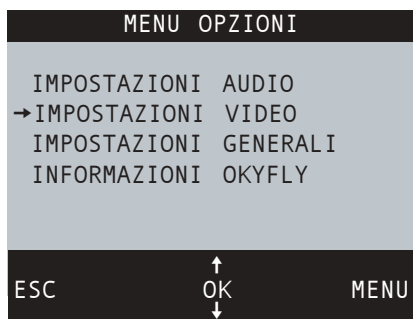 MENU OPZIONI
IMPOSTAZIONI AUDIO
→IMPOSTAZIONI VIDEO
IMPOSTAZIONI GENERALI
INFORMAZIONI OKYFLY
↑
ESC OK MENU
↓